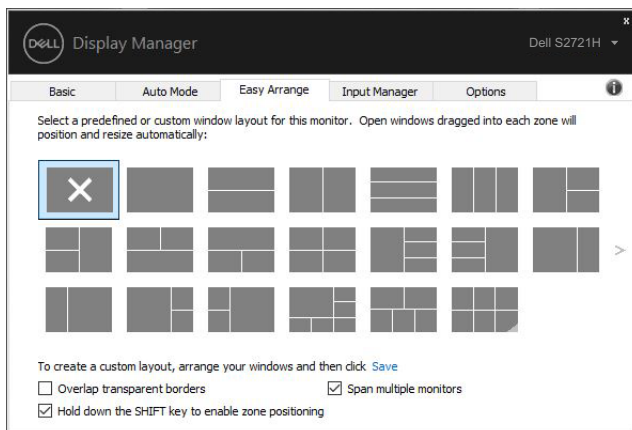 x
DELL Display Manager Dell S2721H
Basic Auto Mode Easy Arrange Input Manager Options
Select a predefined or custom window layout for this monitor. Open windows dragged into each zone will
position and resize automatically:
To create a custom layout, arrange your windows and then click Save
Overlap transparent borders Span multiple monitors
Hold down the SHIFT key to enable zone positioning